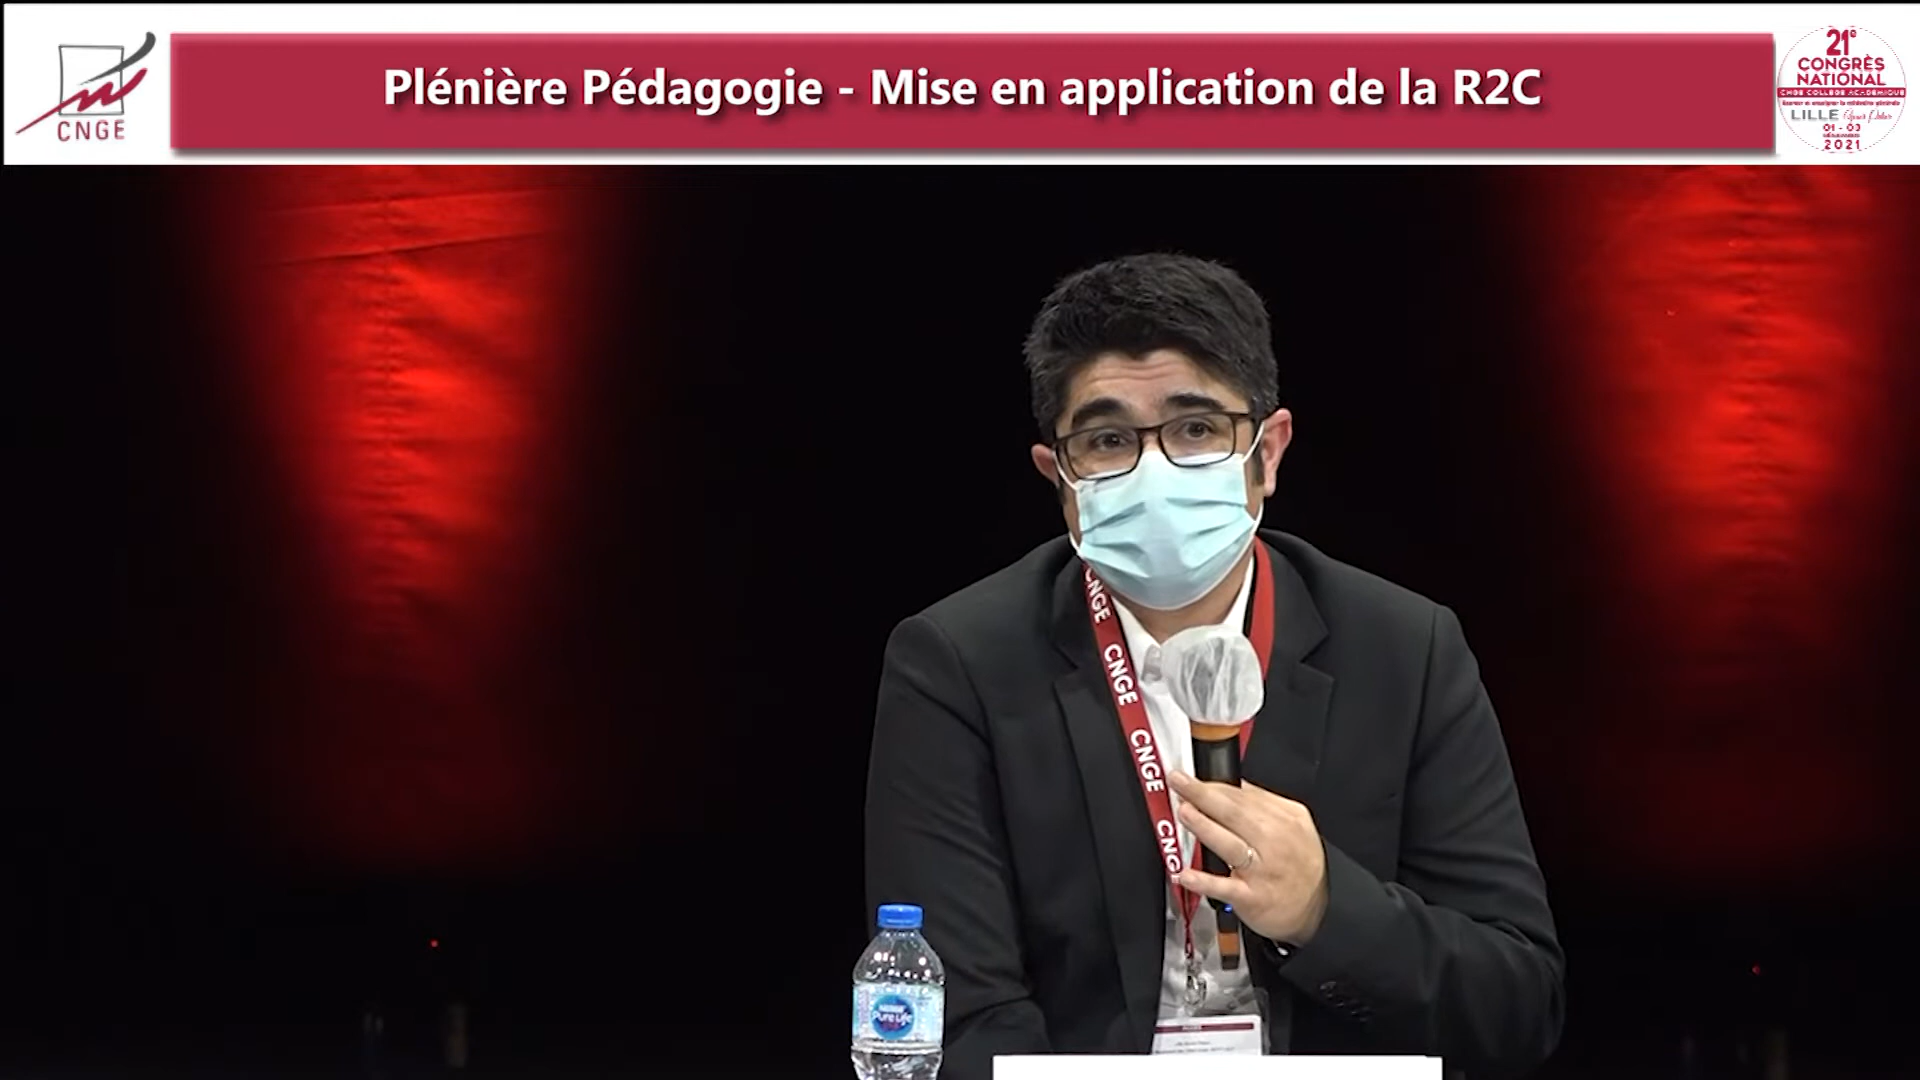 CNGE
Plénière Pédagogie - Mise en application de la R2C
21e
CONGRÈS
NATIONAL
CNGE COLLÈGE ACADÉMIQUE
LILLE
01 - 03
2021
CNGE
CNGE
CNGE
CNGE
Nestlé
Pure Life